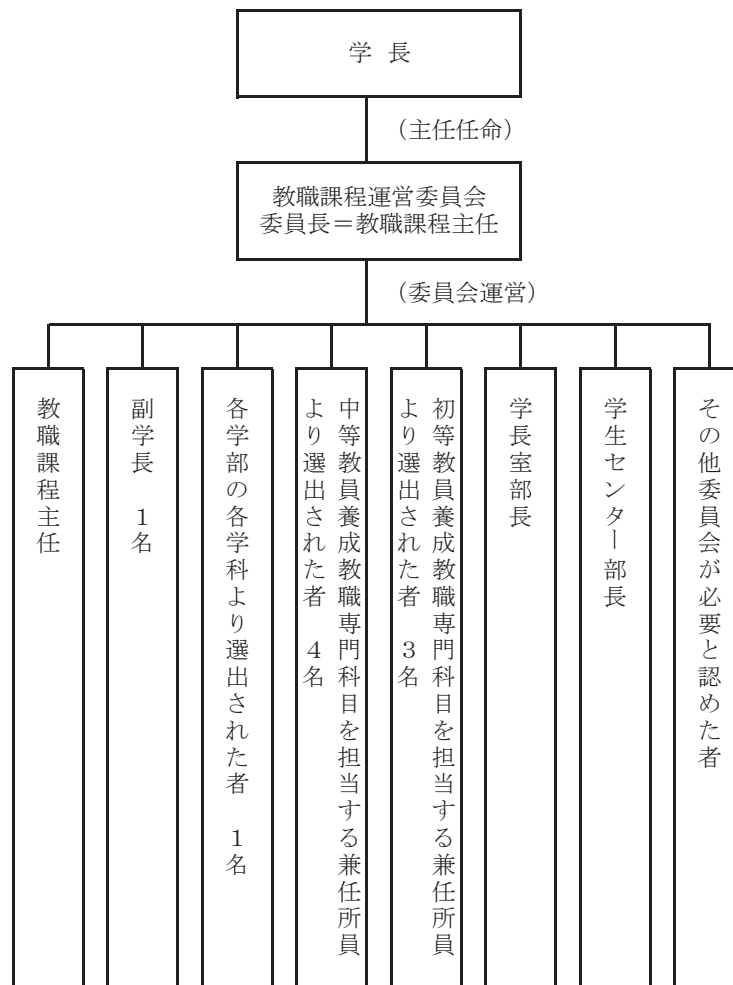 学 長
（主任任命）
教職課程運営委員会
委員長＝教職課程主任
（委員会運営）
教職課程主任
副学長　1名
各学部の各学科より選出された者　1名
中等教員養成教職専門科目を担当する兼任所員
より選出された者　4名
初等教員養成教職専門科目を担当する兼任所員
より選出された者　3名
学長室部長
学生センター部長
その他委員会が必要と認めた者